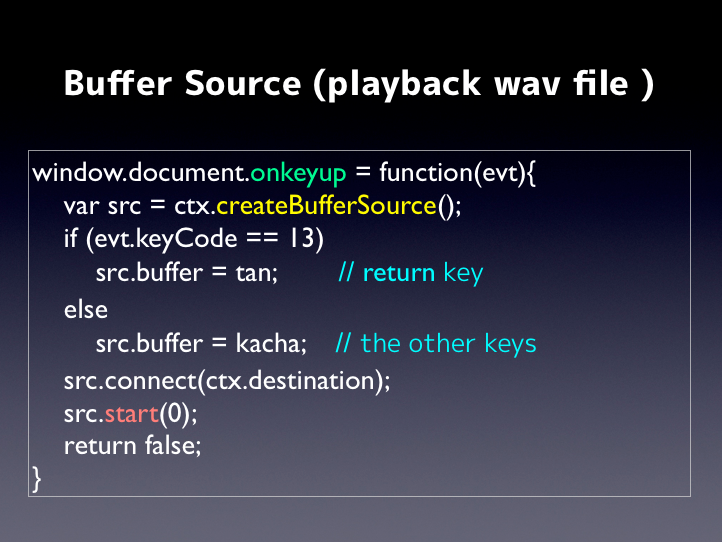 Buffer Source (playback wav file )
window.document.onkeyup = function(evt){
var src = ctx.createBufferSource();
if (evt.keyCode == 13)
src.buffer = tan; // return key
else
src.buffer = kacha; // the other keys
src.connect(ctx.destination);
src.start(0);
return false;
}